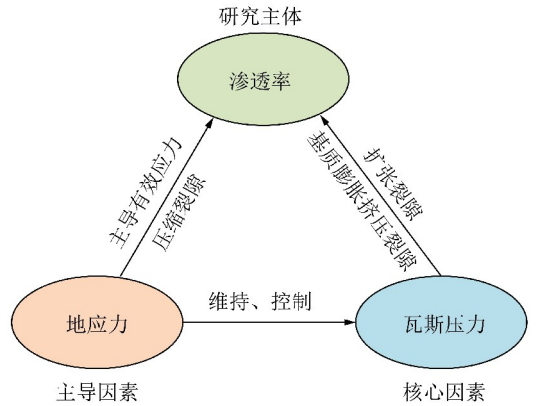 研究主体
渗透率
主导有效应力
压缩裂隙
扩张裂隙
基质膨胀挤压裂隙
地应力
维持、控制
瓦斯压力
主导因素
核心因素